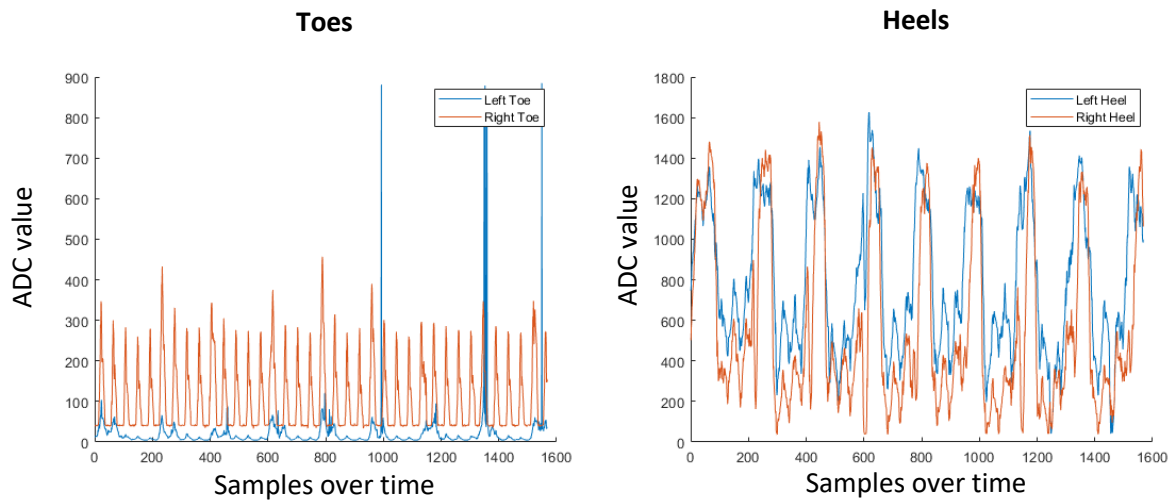 Toes
900
800
700
600
500
400
300
200
100
0
ADC value
Left Toe
Right Toe
0 200 400 600 800 1000 1200 1400 1600
Samples over time
Heels
1800
1600
1400
1200
1000
800
600
400
200
0
ADC value
Left Heel
Right Heel
0 200 400 600 800 1000 1200 1400 1600
Samples over time